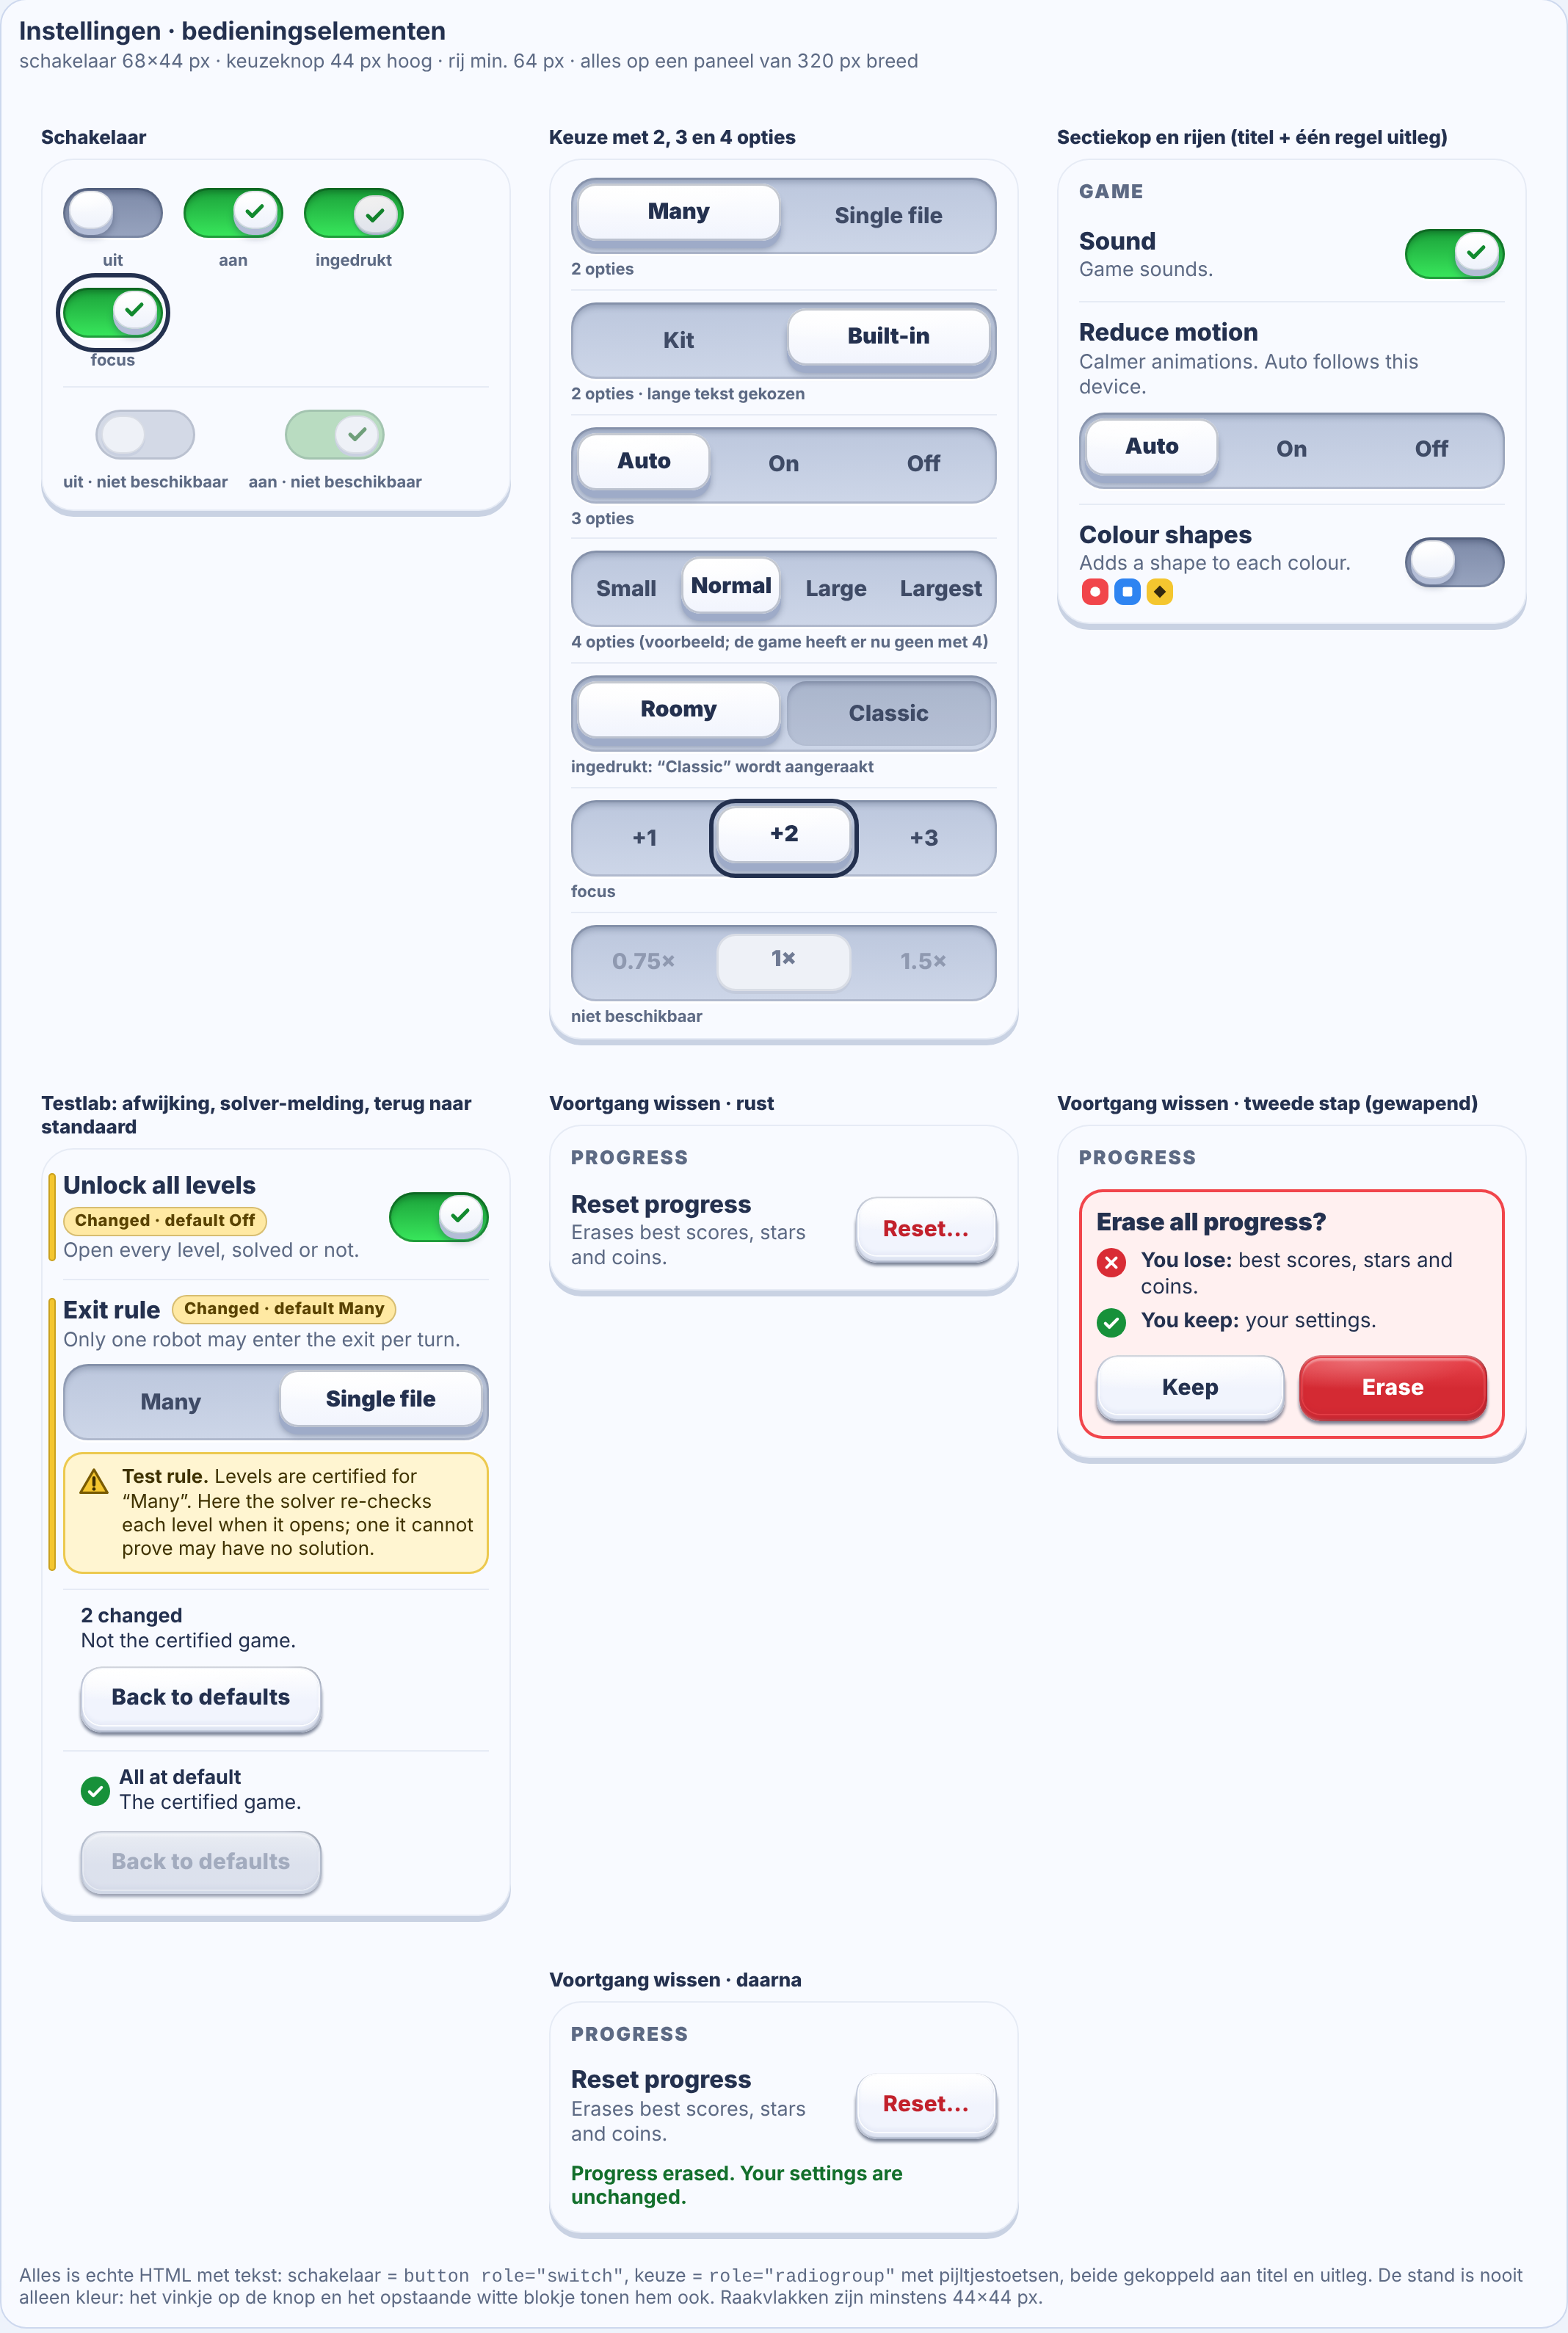 Instellingen · bedieningselementen
schakelaar 68×44 px · keuzeknop 44 px hoog · rij min. 64 px · alles op een paneel van 320 px breed
Schakelaar
uit
aan
ingedrukt
focus
uit · niet beschikbaar
aan · niet beschikbaar
Keuze met 2, 3 en 4 opties
Many
Single file
2 opties
Kit
Built-in
2 opties · lange tekst gekozen
Auto
On
Off
3 opties
Small
Normal
Large
Largest
4 opties (voorbeeld; de game heeft er nu geen met 4)
Roomy
Classic
ingedrukt: “Classic” wordt aangeraakt
+1
+2
+3
focus
0.75×
1×
1.5×
niet beschikbaar
Sectiekop en rijen (titel + één regel uitleg)
GAME
Sound
Game sounds.
Reduce motion
Calmer animations. Auto follows this
device.
Auto
On
Off
Colour shapes
Adds a shape to each colour.
Testlab: afwijking, solver-melding, terug naar
standaard
Unlock all levels
Changed · default Off
Open every level, solved or not.
Exit rule
Changed · default Many
Only one robot may enter the exit per turn.
Many
Single file
Test rule. Levels are certified for
“Many”. Here the solver re-checks
each level when it opens; one it cannot
prove may have no solution.
2 changed
Not the certified game.
Back to defaults
All at default
The certified game.
Back to defaults
Voortgang wissen · rust
PROGRESS
Reset progress
Erases best scores, stars
and coins.
Reset…
Voortgang wissen · tweede stap (gewapend)
PROGRESS
Erase all progress?
You lose: best scores, stars and
coins.
You keep: your settings.
Keep
Erase
Voortgang wissen · daarna
PROGRESS
Reset progress
Erases best scores, stars
and coins.
Reset…
Progress erased. Your settings are
unchanged.
Alles is echte HTML met tekst: schakelaar = button role="switch", keuze = role="radiogroup" met pijltjestoetsen, beide gekoppeld aan titel en uitleg. De stand is nooit
alleen kleur: het vinkje op de knop en het opstaande witte blokje tonen hem ook. Raakvlakken zijn minstens 44×44 px.